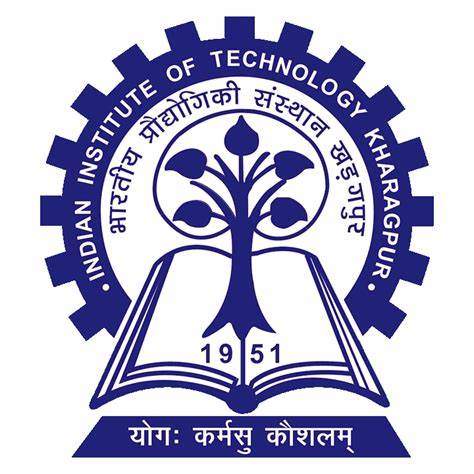 · INDIAN INSTITUTE OF TECHNOLOGY KHARAGPUR ·
भारतीय प्रौद्योगिकी संस्थान खड़गपुर
1951
योगः कर्मसु कौशलम्